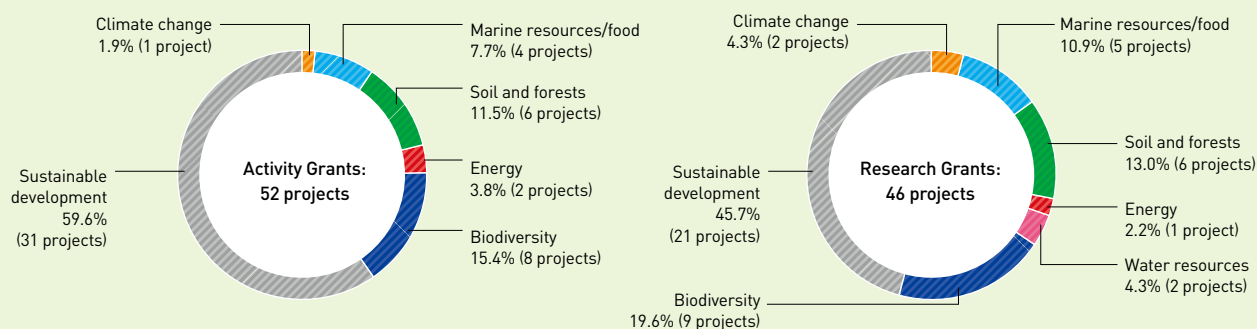 Climate change
1.9% (1 project)
Marine resources/food
7.7% (4 projects)
Soil and forests
11.5% (6 projects)
Energy
3.8% (2 projects)
Biodiversity
15.4% (8 projects)
Sustainable
development
59.6%
(31 projects)
Activity Grants:
52 projects
Climate change
4.3% (2 projects)
Marine resources/food
10.9% (5 projects)
Soil and forests
13.0% (6 projects)
Energy
2.2% (1 project)
Water resources
4.3% (2 projects)
Biodiversity
19.6% (9 projects)
Sustainable
development
45.7%
(21 projects)
Research Grants:
46 projects